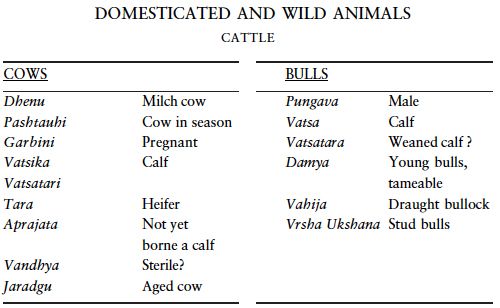 DOMESTICATED AND WILD ANIMALS
CATTLE
COWS
Dhenu Milch cow
Pashtauhi Cow in season
Garbini Pregnant
Vatsika Calf
Vatsatari
Tara Heifer
Aprajata Not yet
borne a calf
Vandhya Sterile?
Jaradgu Aged cow
BULLS
Pungava Male
Vatsa Calf
Vatsatara Weaned calf ?
Damya Young bulls,
tameable
Vahija Draught bullock
Vrsha Ukshana Stud bulls